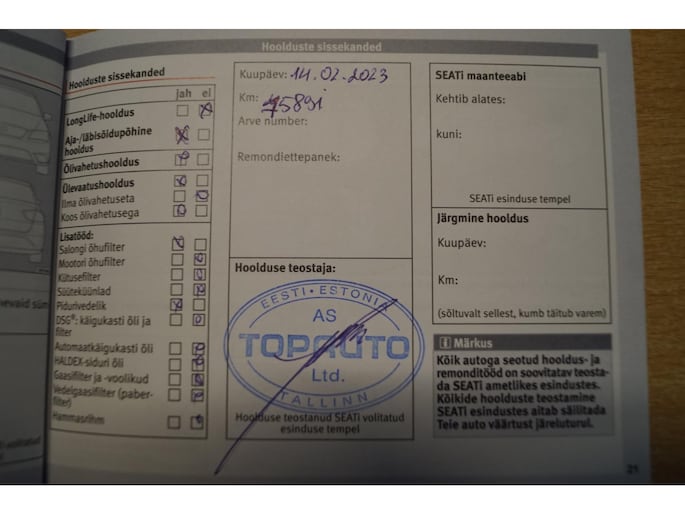 Hoolduste sissekanded
Hoolduste sissekanded
jah ei
LongLife-hooldus
Aja-/läbisõidupõhine
hooldus
Õlivahetushooldus
Ülevaatushooldus
Ilma õlivahetuseta
Koos õlivahetusega
Lisatööd:
Salongi õhufilter
Mootori õhufilter
Kütusefilter
Süüteküünlad
Pidurivedelik
DSG®: käigukasti õli ja
filter
Automaatkäigukasti õli
HALDEX-siduri õli
Gaasifilter ja -voolikud
Vedelgaasifilter (paber-
filter)
Hammasrihm
Kuupäev: 14.02.2023
Km:
Arve number:
Remondiettepanek:
Hoolduse teostaja:
EESTI • ESTONIA
AS
TOPAUTO
Ltd.
TALLINN
Hoolduse teostanud SEATi volitatud
esinduse tempel
SEATi maanteeabi
Kehtib alates:
kuni:
SEATi esinduse tempel
Järgmine hooldus
Kuupäev:
Km:
(sõltuvalt sellest, kumb täitub varem)
Märkus
Kõik autoga seotud hooldus- ja
remonditööd on soovitatav teosta-
da SEATi ametlikes esindustes.
Kõikide hoolduste teostamine
SEATi esindustes aitab säilitada
Teie auto väärtust järeluturul.
21